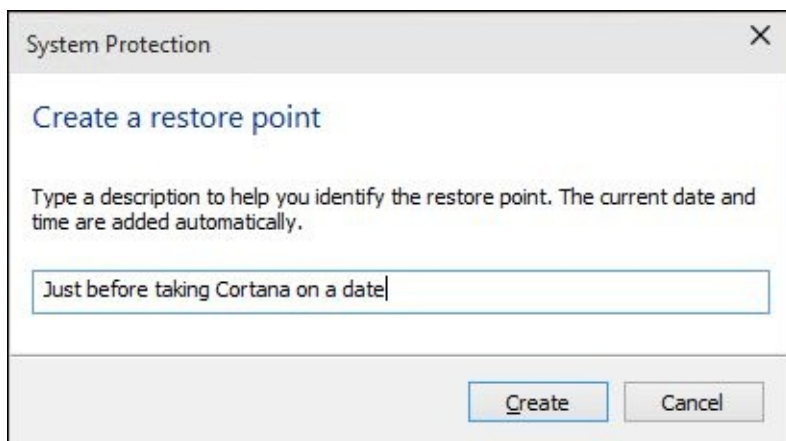 System Protection
Create a restore point
Type a description to help you identify the restore point. The current date and
time are added automatically.
Just before taking Cortana on a date
Create
Cancel